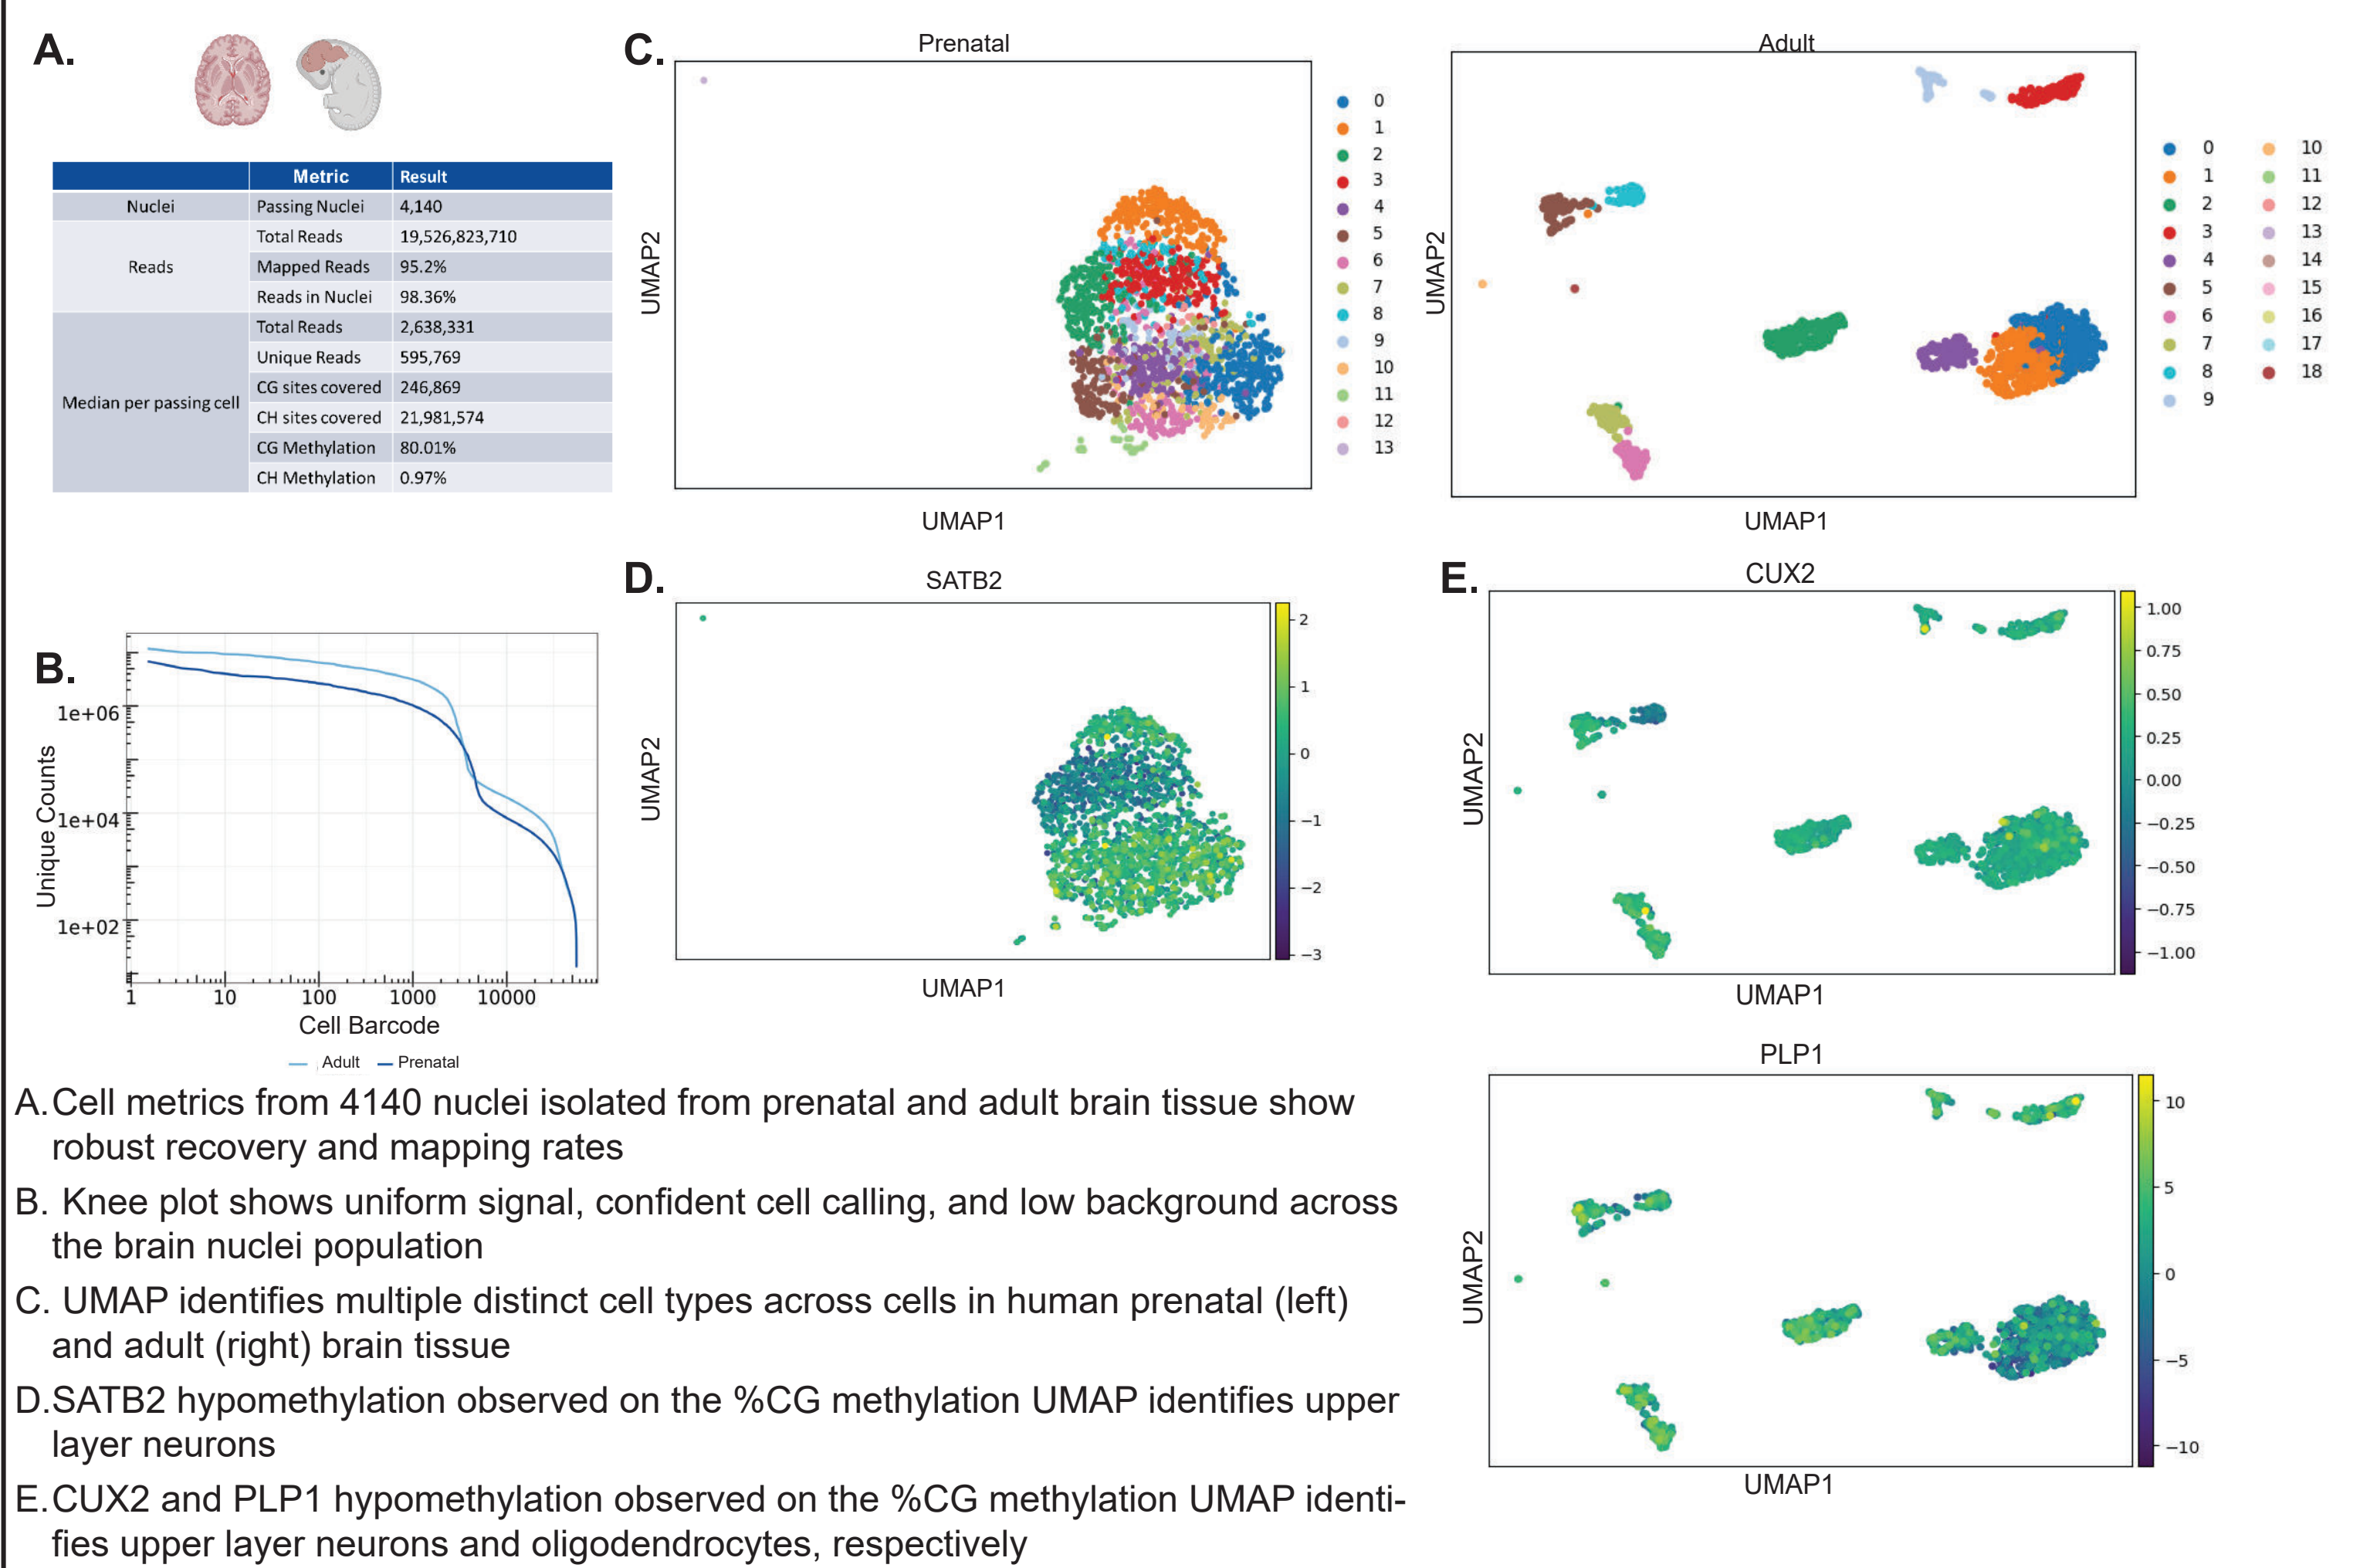 A.
Metric Result
Nuclei Passing Nuclei 4,140
Reads Total Reads 19,526,823,710
Mapped Reads 95.2%
Reads in Nuclei 98.36%
Median per passing cell Total Reads 2,638,331
Unique Reads 595,769
CG sites covered 246,869
CH sites covered 21,981,574
CG Methylation 80.01%
CH Methylation 0.97%
B.
Unique Counts
1e+06
1e+04
1e+02
1 10 100 1000 10000
Cell Barcode
Adult Prenatal
C.
Prenatal
UMAP2
UMAP1
0
1
2
3
4
5
6
7
8
9
10
11
12
13
Adult
UMAP2
UMAP1
0 10
1 11
2 12
3 13
4 14
5 15
6 16
7 17
8 18
9
D.
SATB2
UMAP2
UMAP1
2
1
0
−1
−2
−3
E.
CUX2
UMAP2
UMAP1
1.00
0.75
0.50
0.25
0.00
−0.25
−0.50
−0.75
−1.00
PLP1
UMAP2
UMAP1
10
5
0
−5
−10
A. Cell metrics from 4140 nuclei isolated from prenatal and adult brain tissue show
robust recovery and mapping rates
B. Knee plot shows uniform signal, confident cell calling, and low background across
the brain nuclei population
C. UMAP identifies multiple distinct cell types across cells in human prenatal (left)
and adult (right) brain tissue
D. SATB2 hypomethylation observed on the %CG methylation UMAP identifies upper
layer neurons
E. CUX2 and PLP1 hypomethylation observed on the %CG methylation UMAP identi-
fies upper layer neurons and oligodendrocytes, respectively